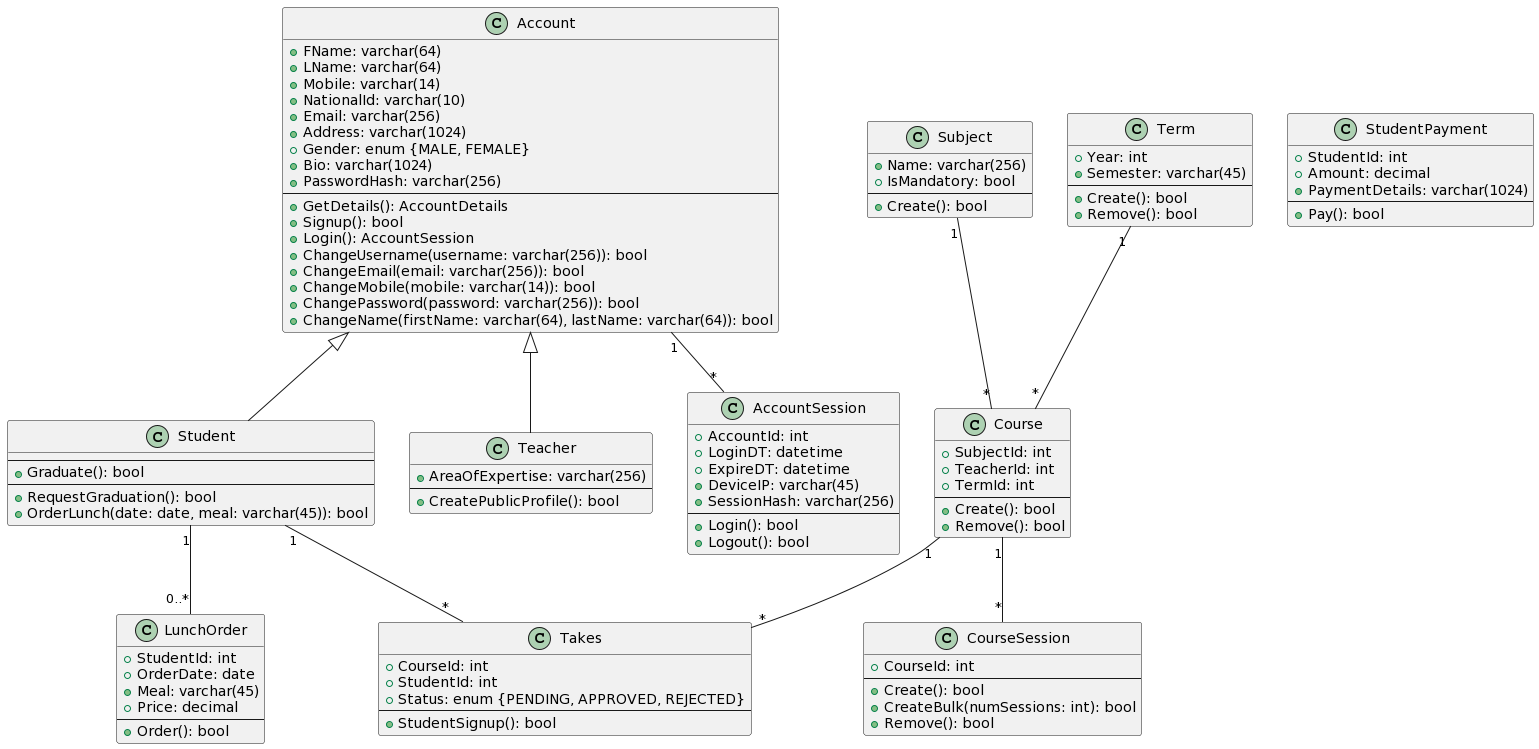 C Account
FName: varchar(64)
LName: varchar(64)
Mobile: varchar(14)
NationalId: varchar(10)
Email: varchar(256)
Address: varchar(1024)
Gender: enum {MALE, FEMALE}
Bio: varchar(1024)
PasswordHash: varchar(256)
GetDetails(): AccountDetails
Signup(): bool
Login(): AccountSession
ChangeUsername(username: varchar(256)): bool
ChangeEmail(email: varchar(256)): bool
ChangeMobile(mobile: varchar(14)): bool
ChangePassword(password: varchar(256)): bool
ChangeName(firstName: varchar(64), lastName: varchar(64)): bool
C Subject
Name: varchar(256)
IsMandatory: bool
Create(): bool
C Term
Year: int
Semester: varchar(45)
Create(): bool
Remove(): bool
C StudentPayment
StudentId: int
Amount: decimal
PaymentDetails: varchar(1024)
Pay(): bool
1
1
1
*
*
*
C Student
Graduate(): bool
RequestGraduation(): bool
OrderLunch(date: date, meal: varchar(45)): bool
C Teacher
AreaOfExpertise: varchar(256)
CreatePublicProfile(): bool
C AccountSession
AccountId: int
LoginDT: datetime
ExpireDT: datetime
DeviceIP: varchar(45)
SessionHash: varchar(256)
Login(): bool
Logout(): bool
C Course
SubjectId: int
TeacherId: int
TermId: int
Create(): bool
Remove(): bool
1
1
1
1
0..*
*
*
*
C LunchOrder
StudentId: int
OrderDate: date
Meal: varchar(45)
Price: decimal
Order(): bool
C Takes
CourseId: int
StudentId: int
Status: enum {PENDING, APPROVED, REJECTED}
StudentSignup(): bool
C CourseSession
CourseId: int
Create(): bool
CreateBulk(numSessions: int): bool
Remove(): bool